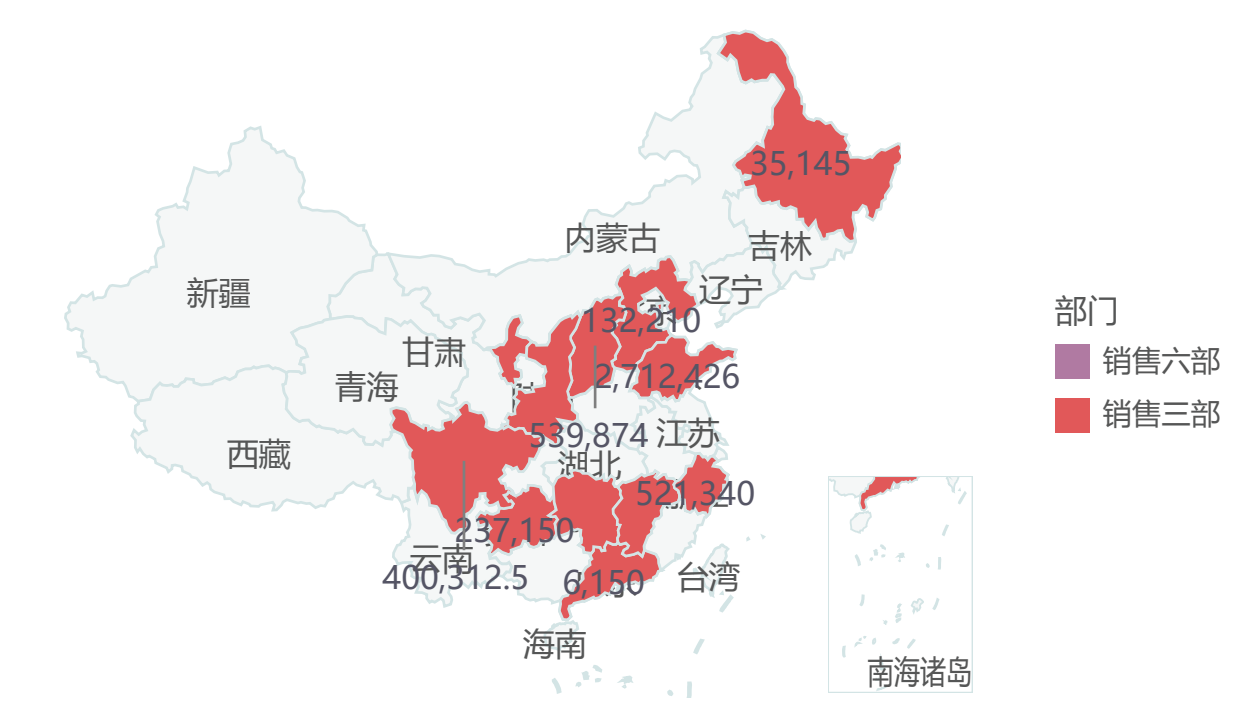 35,145
内蒙古
吉林
新疆
辽宁
132,210
甘肃
青海
2,712,426
539,874
江苏
西藏
湖北
521,340
237,150
云南
400,312.5
6,150
台湾
海南
南海诸岛
部门
销售六部
销售三部